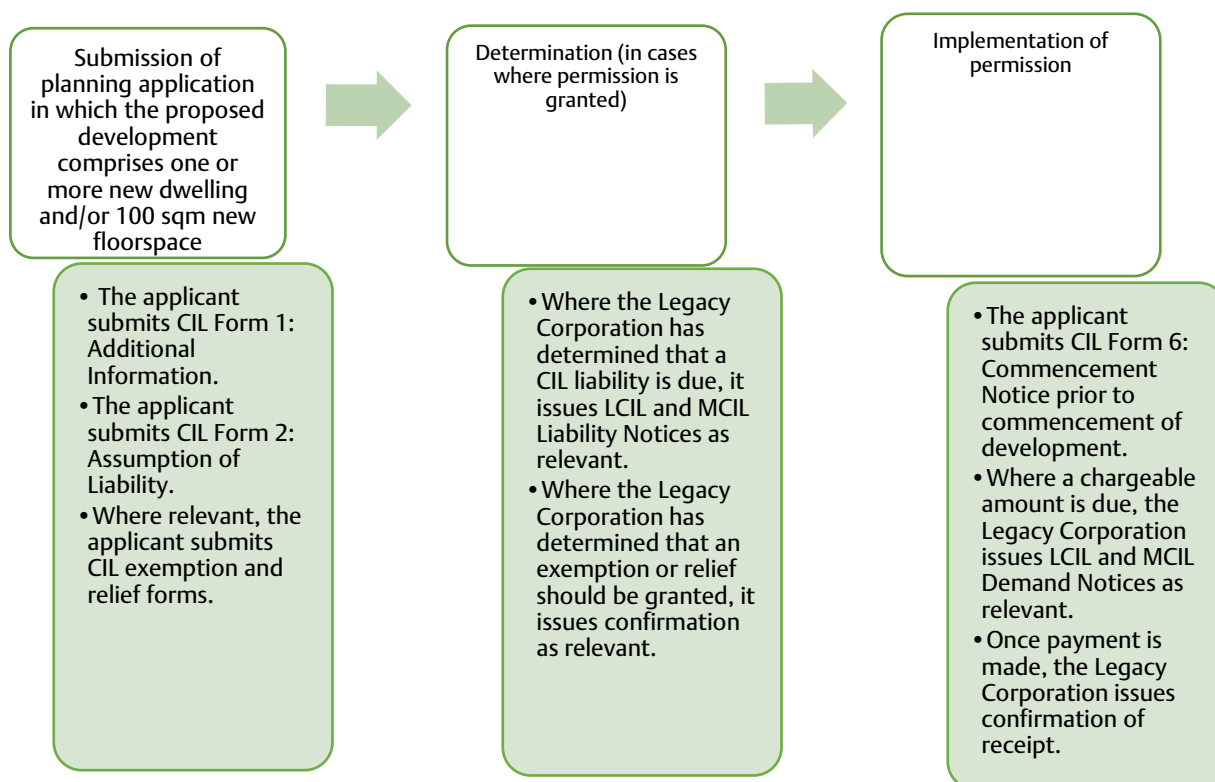 Submission of
planning application
in which the proposed
development
comprises one or
more new dwelling
and/or 100 sqm new
floorspace
• The applicant
submits CIL Form 1:
Additional
Information.
• The applicant
submits CIL Form 2:
Assumption of
Liability.
• Where relevant, the
applicant submits
CIL exemption and
relief forms.
Determination (in cases
where permission is
granted)
• Where the Legacy
Corporation has
determined that a
CIL liability is due, it
issues LCIL and MCIL
Liability Notices as
relevant.
• Where the Legacy
Corporation has
determined that an
exemption or relief
should be granted, it
issues confirmation
as relevant.
Implementation of
permission
• The applicant
submits CIL Form 6:
Commencement
Notice prior to
commencement of
development.
• Where a chargeable
amount is due, the
Legacy Corporation
issues LCIL and MCIL
Demand Notices as
relevant.
• Once payment is
made, the Legacy
Corporation issues
confirmation of
receipt.